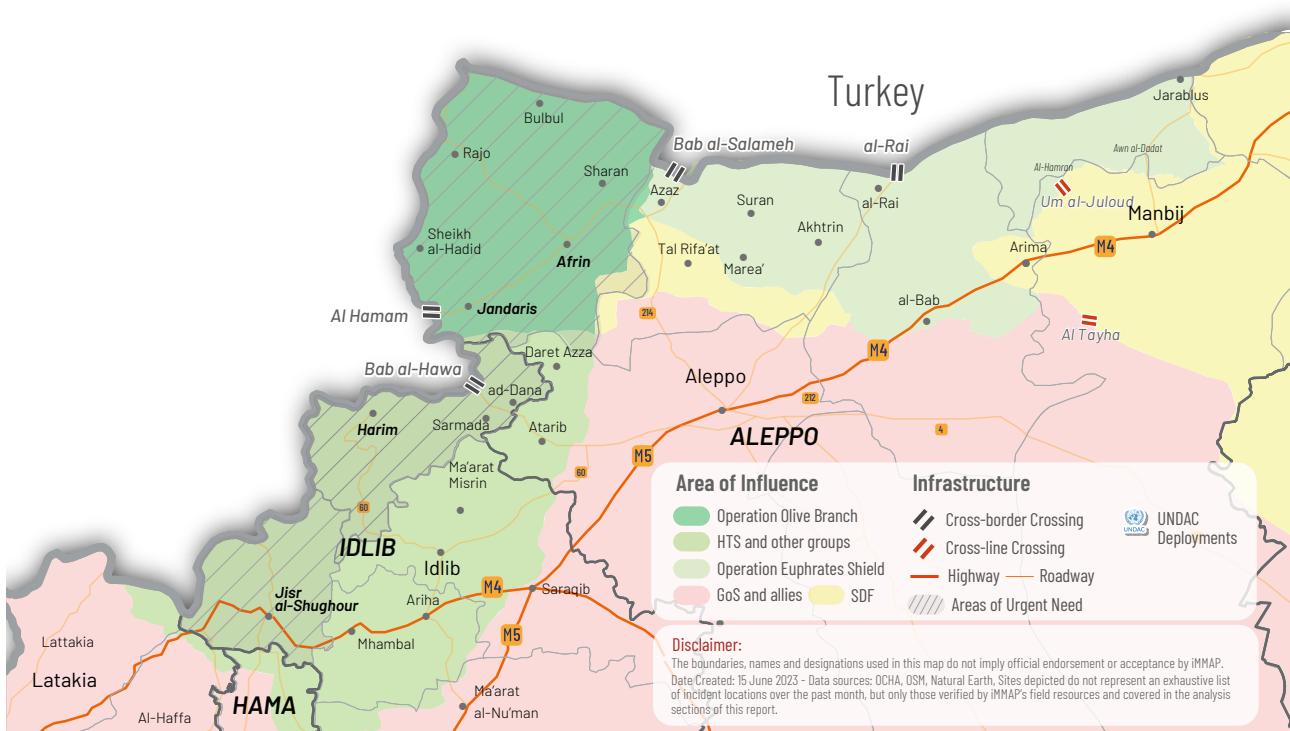 Turkey
Jarablus
Bulbul
Bab al-Salameh
al-Rai
Rajo
Awn al-Dadat
Sharan
Al-Hamran
Azaz
Suran
al-Rai
Um al-Juloud
Manbij
Akhtrin
Sheikh
al-Hadid
Tal Rifa'at
Arima
M4
Afrin
Marea'
al-Bab
Jandaris
Al Hamam
214
Al Tayha
Daret Azza
M4
Bab al-Hawa
Aleppo
ad-Dana
212
Harim
Sarmada
Atarib
ALEPPO
4
M5
Ma'arat
Misrin
60
60
IDLIB
Idlib
Jisr
al-Shughour
Ariha
M4
Saraqib
M5
Mhambal
Lattakia
Latakia
HAMA
Al-Haffa
Ma'arat
al-Nu'man
Area of Influence
Operation Olive Branch
HTS and other groups
Operation Euphrates Shield
GoS and allies
SDF
Infrastructure
Cross-border Crossing
Cross-line Crossing
Highway
Roadway
Areas of Urgent Need
UNDAC
UNDAC
Deployments
Disclaimer:
The boundaries, names and designations used in this map do not imply official endorsement or acceptance by iMMAP.
Date Created: 15 June 2023 - Data sources: OCHA, OSM, Natural Earth, Sites depicted do not represent an exhaustive list
of incident locations over the past month, but only those verified by iMMAP's field resources and covered in the analysis
sections of this report.